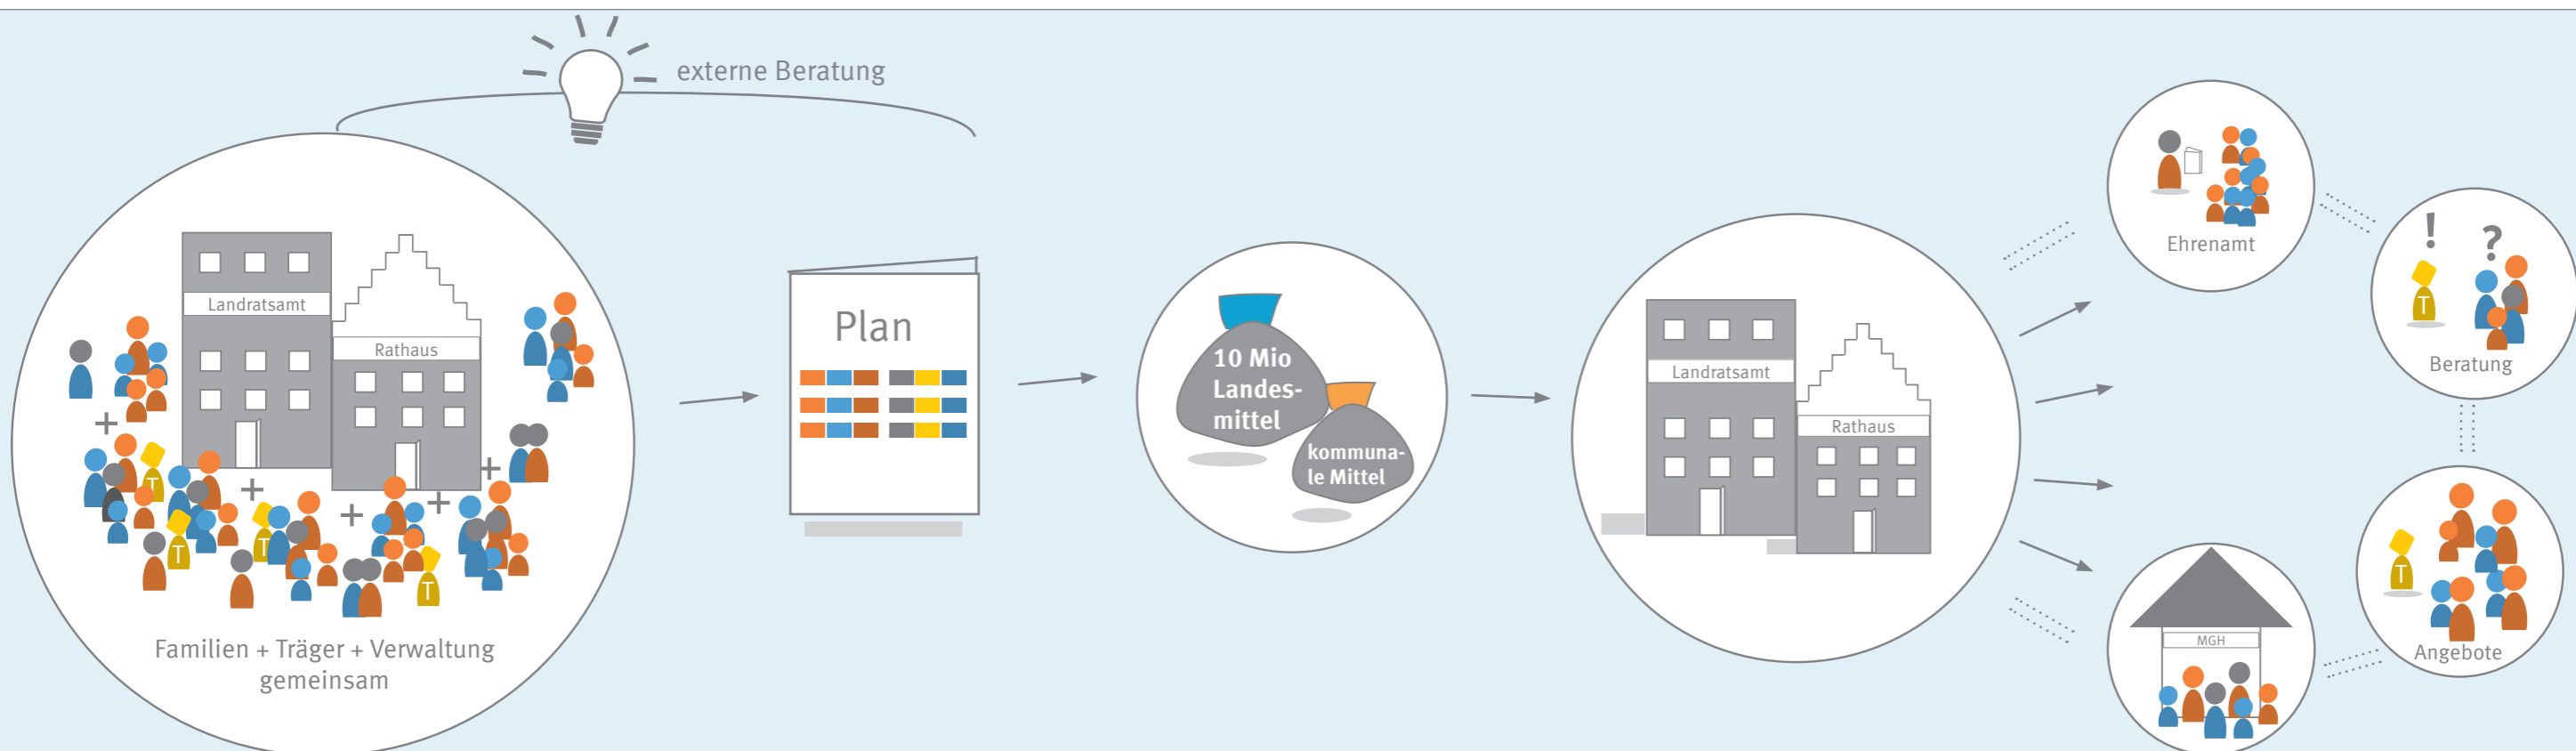 externe Beratung
Landratsamt
Rathaus
T
T
T
T
Familien + Träger + Verwaltung
gemeinsam
Plan
10 Mio
Landes-
mittel
kommuna-
le Mittel
Landratsamt
Rathaus
Ehrenamt
! ?
T
Beratung
T
Angebote
MGH